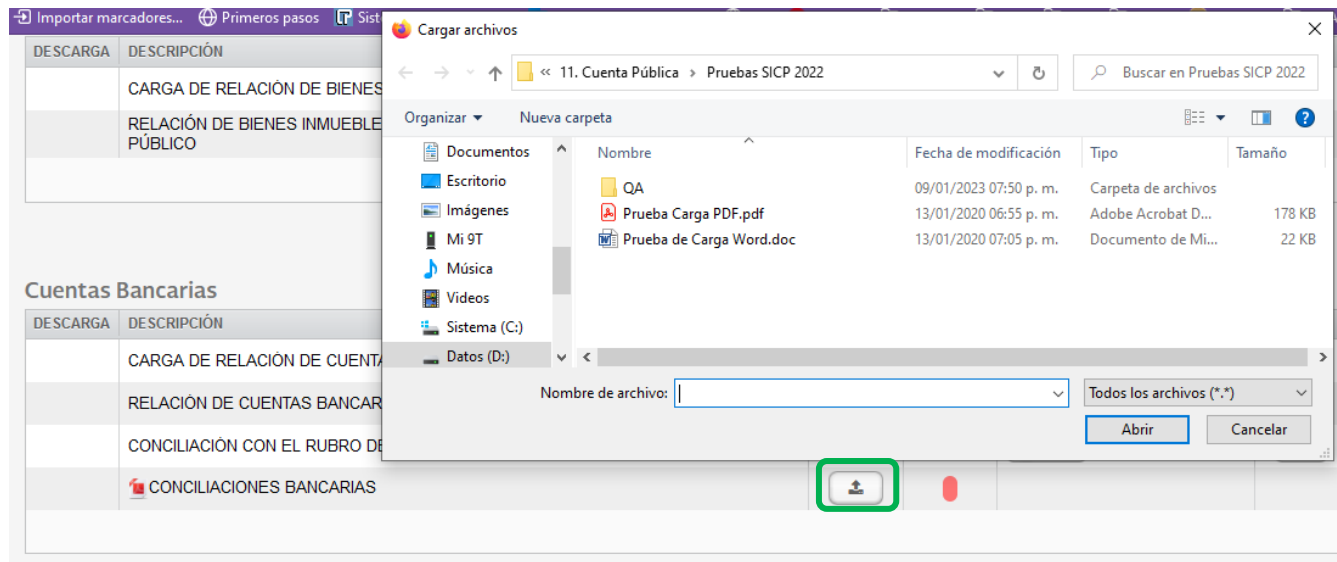 Importar marcadores... Primeros pasos Sist
Cargar archivos
« 11. Cuenta Pública > Pruebas SICP 2022
Buscar en Pruebas SICP 2022
Organizar Nueva carpeta
Nombre Fecha de modificación Tipo Tamaño
Documentos
Escritorio
Imágenes
Mi 9T
Música
Videos
Sistema (C:)
Datos (D:)
QA 09/01/2023 07:50 p. m. Carpeta de archivos
Prueba Carga PDF.pdf 13/01/2020 06:55 p. m. Adobe Acrobat D... 178 KB
Prueba de Carga Word.doc 13/01/2020 07:05 p. m. Documento de Mi... 22 KB
Nombre de archivo: Todos los archivos (*.*)
Abrir Cancelar
DESCARGA DESCRIPCIÓN
CARGA DE RELACIÓN DE BIENES
RELACIÓN DE BIENES INMUEBLE
PÚBLICO
Cuentas Bancarias
DESCARGA DESCRIPCIÓN
CARGA DE RELACIÓN DE CUENTA
RELACIÓN DE CUENTAS BANCAR
CONCILIACIÓN CON EL RUBRO DE
CONCILIACIONES BANCARIAS